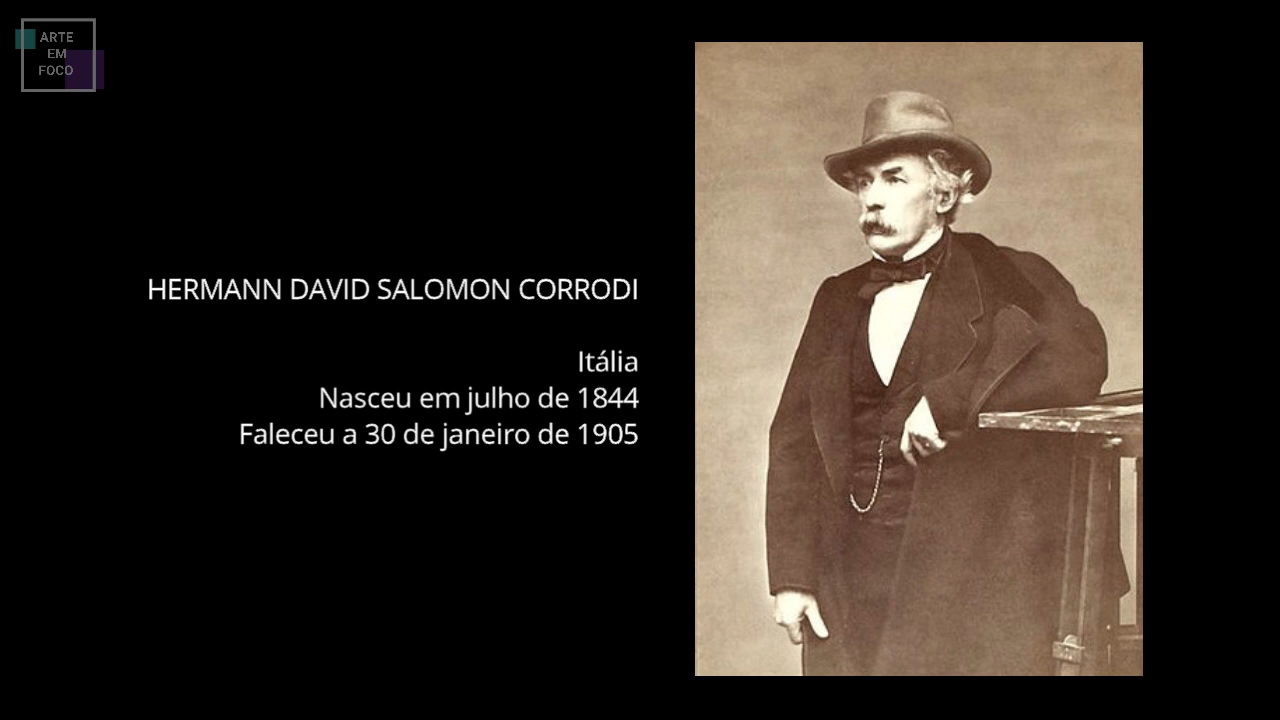 ARTE
EM
FOCO
HERMANN DAVID SALOMON CORRODI
Itália
Nasceu em julho de 1844
Faleceu a 30 de janeiro de 1905